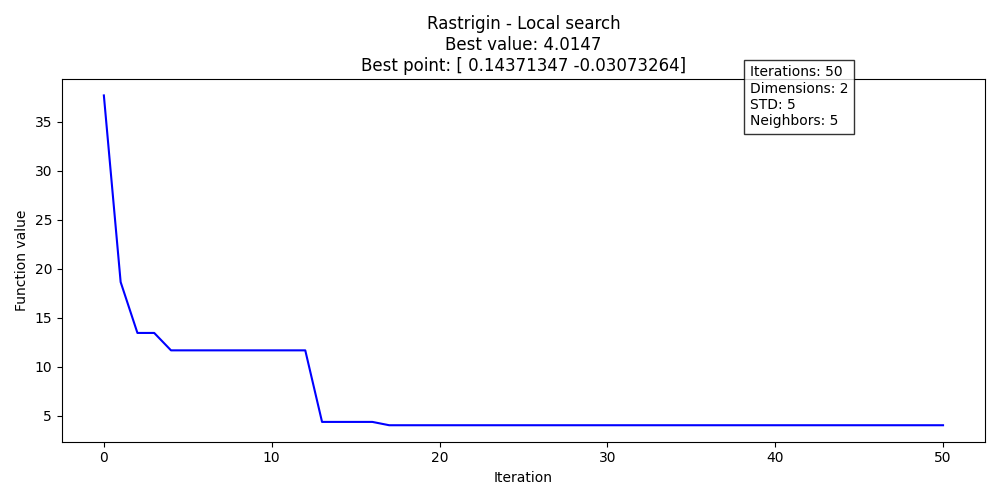 Rastrigin - Local search
Best value: 4.0147
Best point: [ 0.14371347 -0.03073264]
Iterations: 50
Dimensions: 2
STD: 5
Neighbors: 5
Function value
35
30
25
20
15
10
5
0 10 20 30 40 50
Iteration